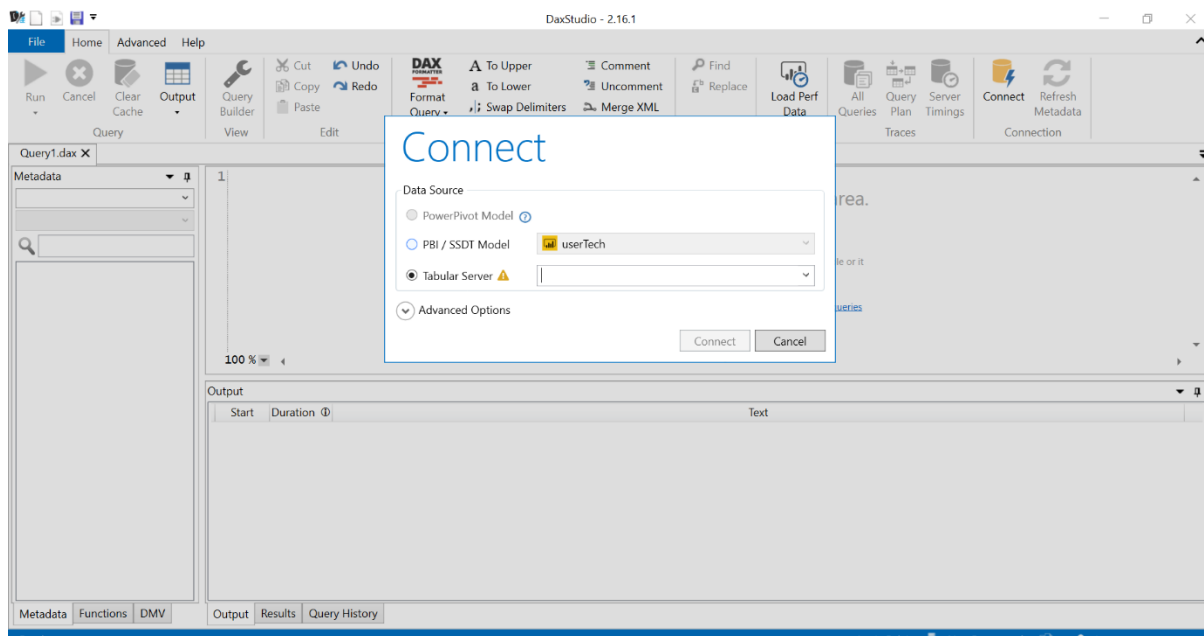 DaxStudio - 2.16.1
File Home Advanced Help
Cut Undo DAX FORMATTER A To Upper Comment Find
Copy Redo a To Lower Uncomment Replace
Run Cancel Clear Cache Output Query Builder Paste Format Query Swap Delimiters Merge XML Load Perf Data All Queries Query Plan Server Timings Connect Refresh Metadata
Query View Edit Traces Connection
Query1.dax
Connect
Metadata 1
Data Source
PowerPivot Model
PBI / SSDT Model userTech
Tabular Server
Advanced Options
Connect Cancel
rea.
le or it
ueries
100 %
Output
Start Duration Text
Metadata Functions DMV Output Results Query History